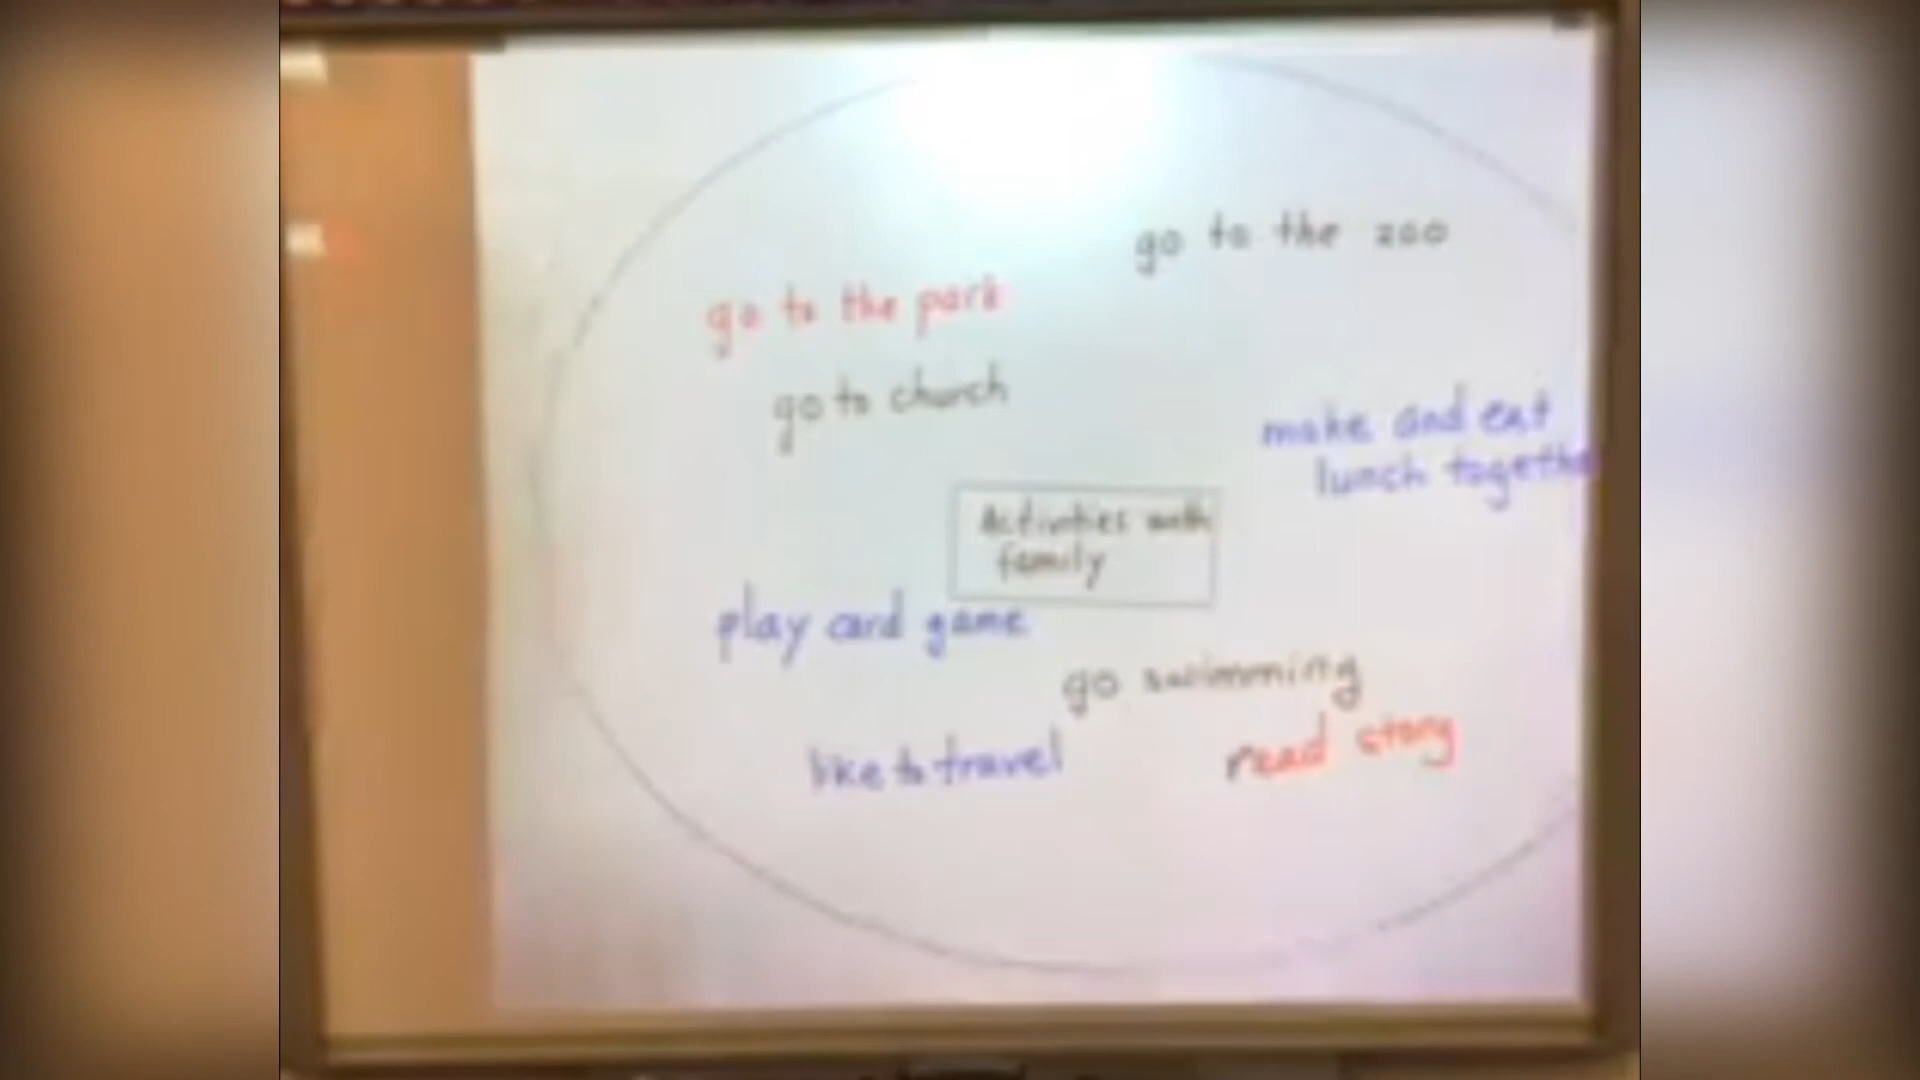 go to the zoo
go to the park
go to church
make and eat
lunch togethe
Activities with
family
play card game
go swimming
read story
like to travel